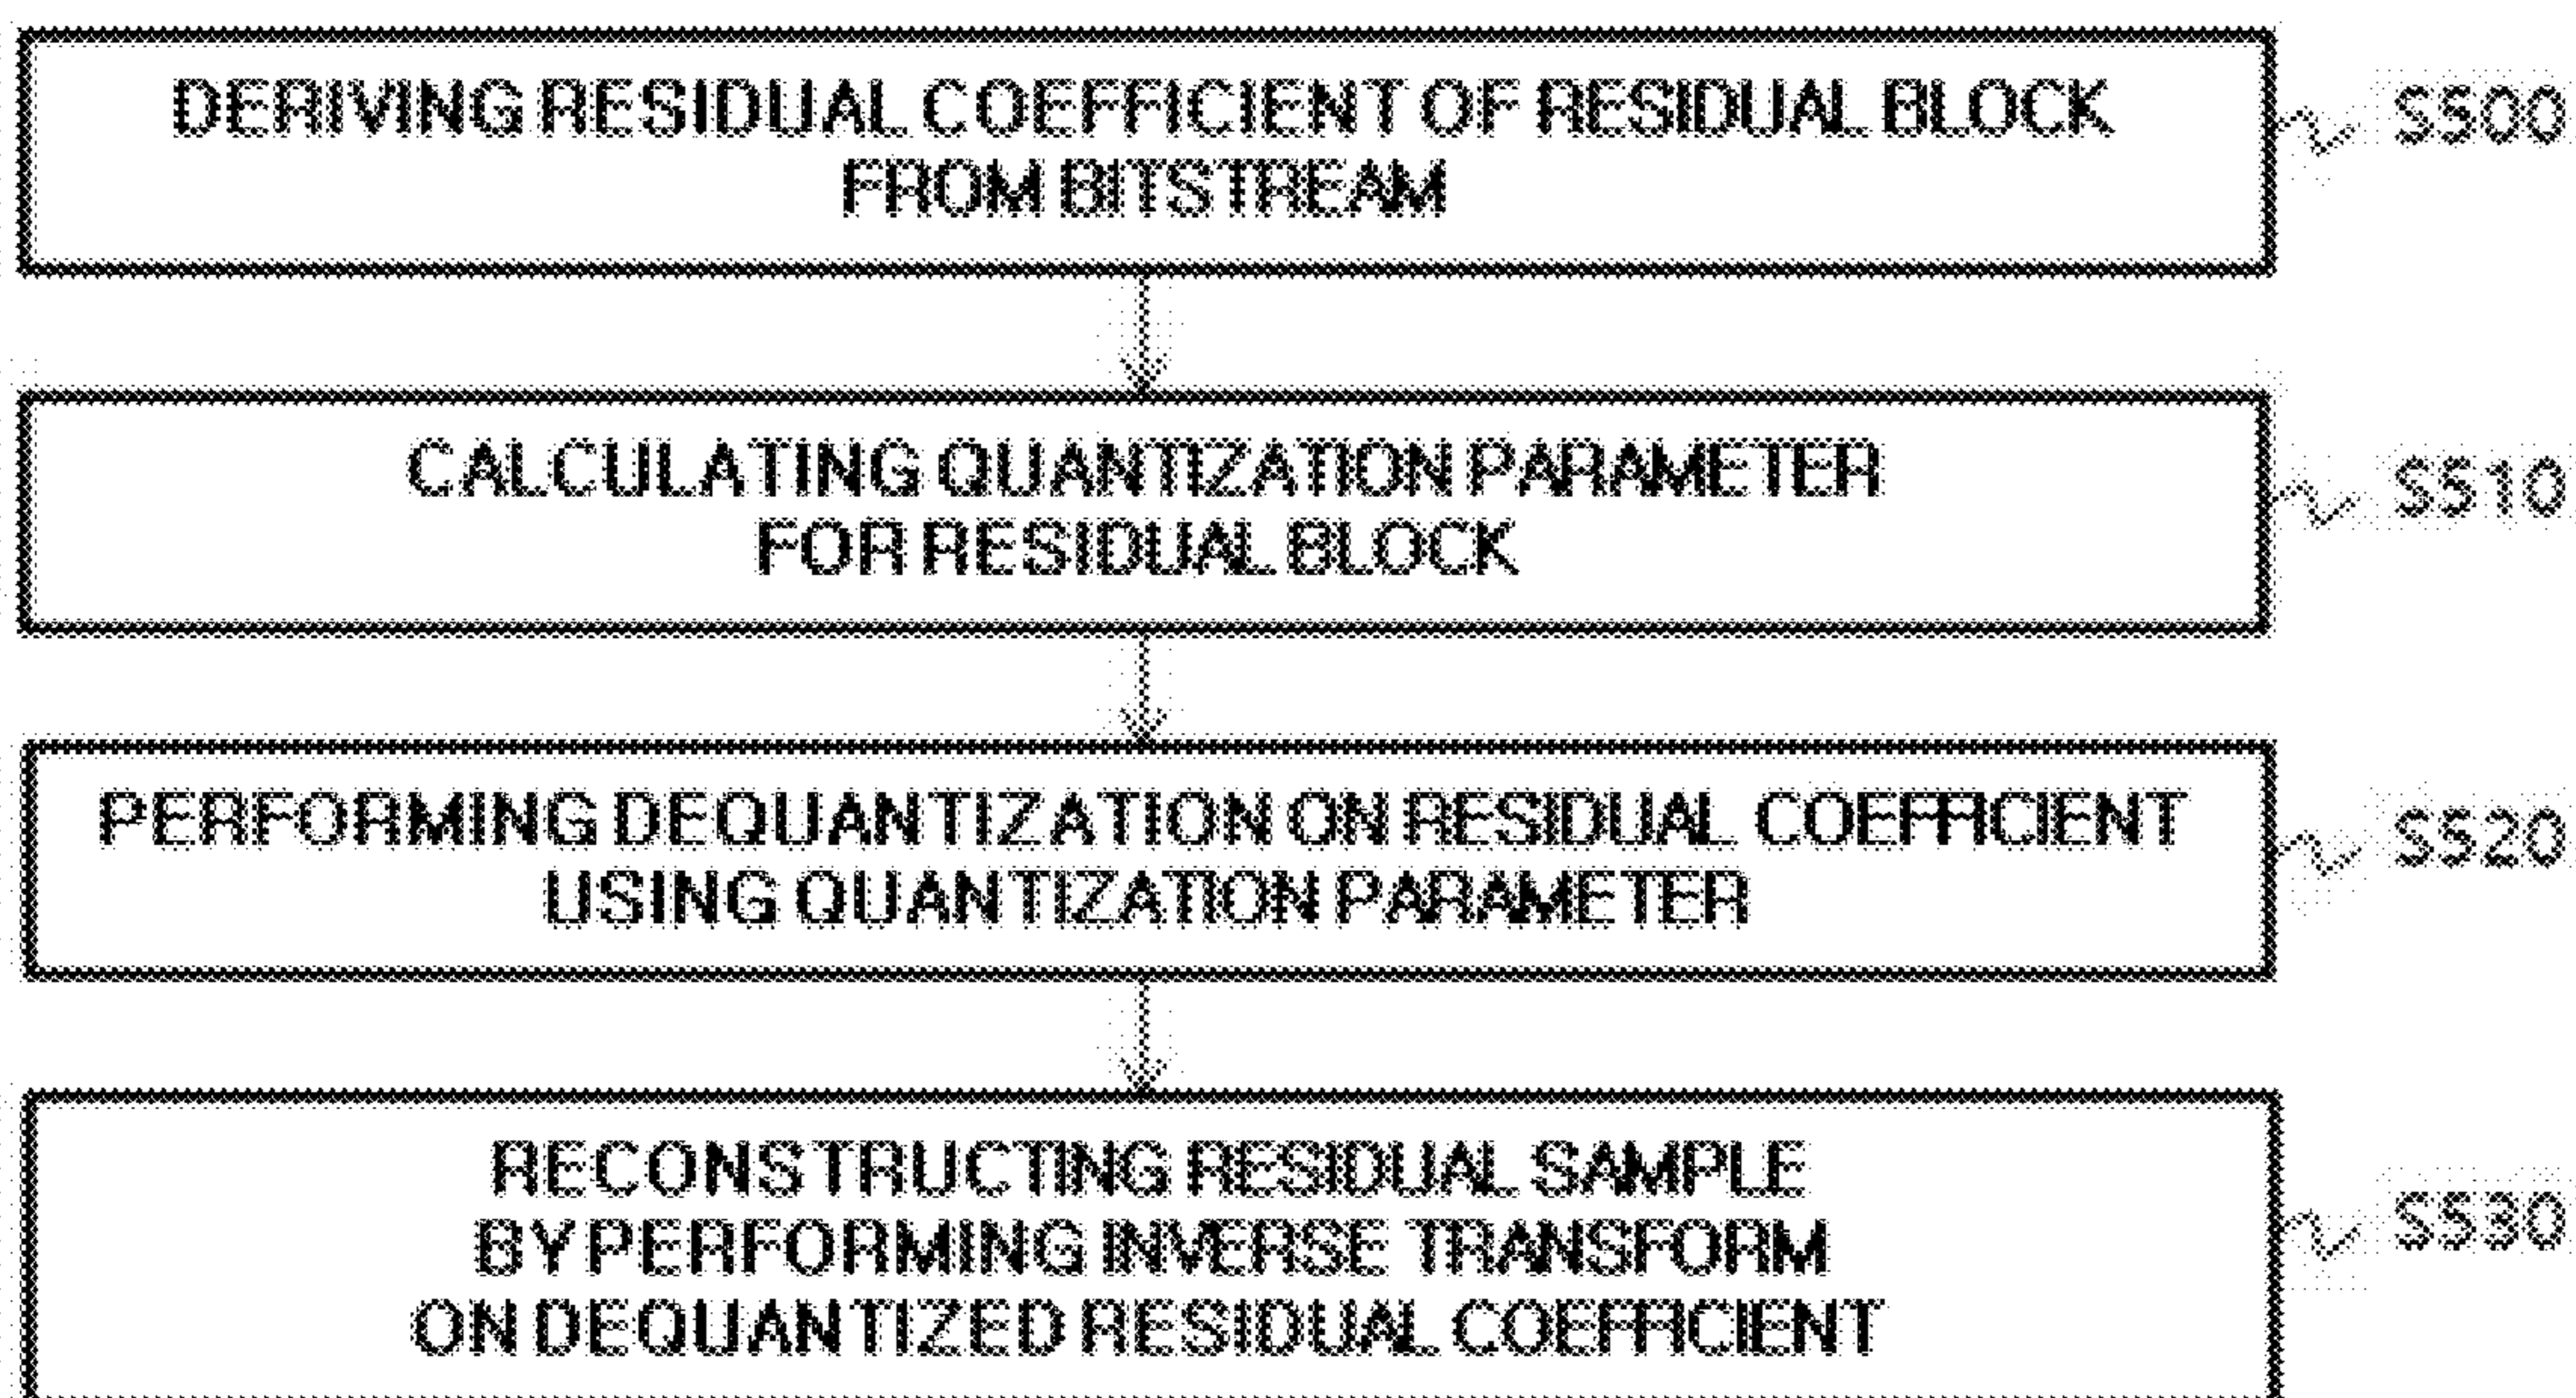 DERIVING RESIDUAL COEFFICIENT OF RESIDUAL BLOCK
FROM BITSTREAM
S500
CALCULATING QUANTIZATION PARAMETER
FOR RESIDUAL BLOCK
S510
PERFORMING DEQUANTIZATION ON RESIDUAL COEFFICIENT
USING QUANTIZATION PARAMETER
S520
RECONSTRUCTING RESIDUAL SAMPLE
BY PERFORMING INVERSE TRANSFORM
ON DEQUANTIZED RESIDUAL COEFFICIENT
S530